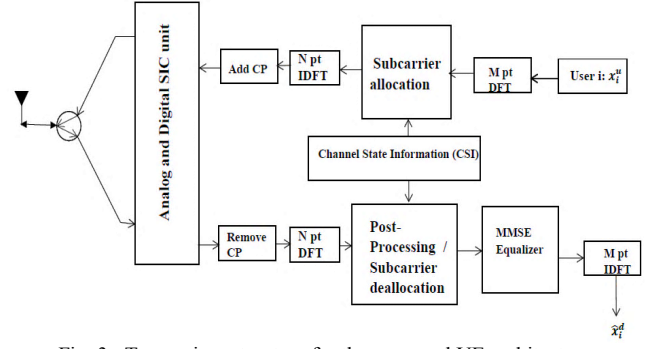 Analog and Digital SIC unit
Add CP
N pt
IDFT
Subcarrier
allocation
M pt
DFT
User i: x_i^u
Channel State Information (CSI)
Remove
CP
N pt
DFT
Post-
Processing /
Subcarrier
deallocation
MMSE
Equalizer
M pt
IDFT
x̂_i^d